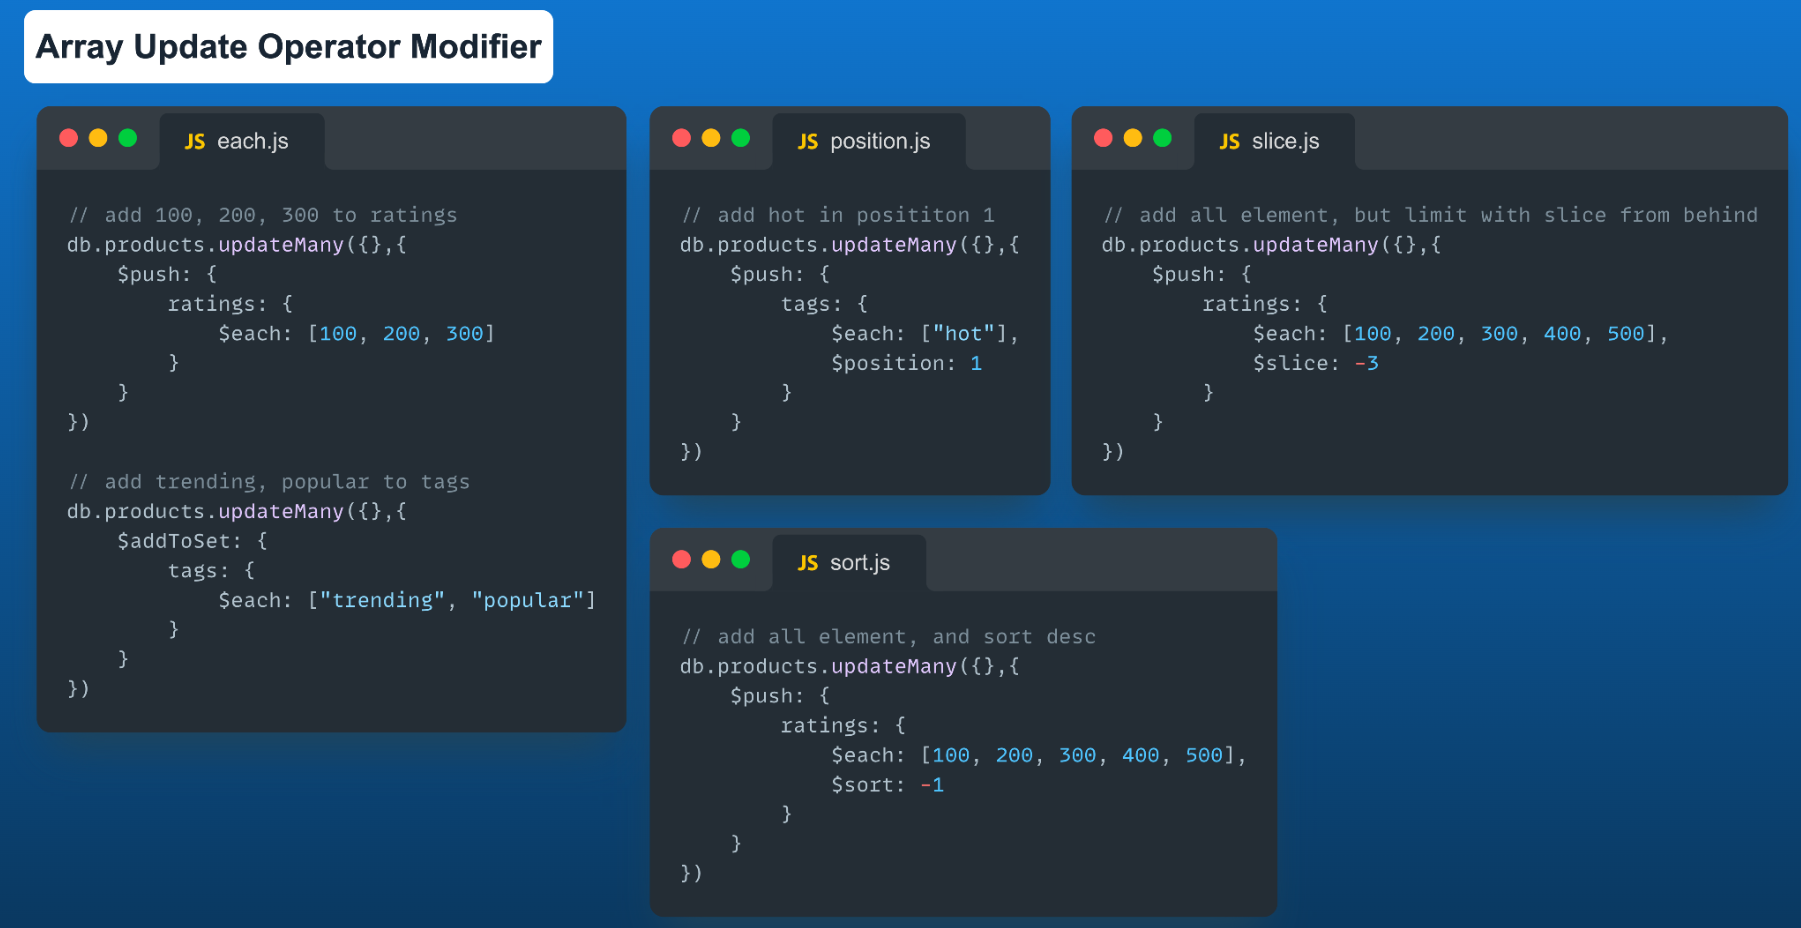 Array Update Operator Modifier
JS each.js
// add 100, 200, 300 to ratings
db.products.updateMany({},{
    $push: {
        ratings: {
            $each: [100, 200, 300]
        }
    }
})
// add trending, popular to tags
db.products.updateMany({},{
    $addToSet: {
        tags: {
            $each: ["trending", "popular"]
        }
    }
})
JS position.js
// add hot in posititon 1
db.products.updateMany({},{
    $push: {
        tags: {
            $each: ["hot"],
            $position: 1
        }
    }
})
JS slice.js
// add all element, but limit with slice from behind
db.products.updateMany({},{
    $push: {
        ratings: {
            $each: [100, 200, 300, 400, 500],
            $slice: -3
        }
    }
})
JS sort.js
// add all element, and sort desc
db.products.updateMany({},{
    $push: {
        ratings: {
            $each: [100, 200, 300, 400, 500],
            $sort: -1
        }
    }
})